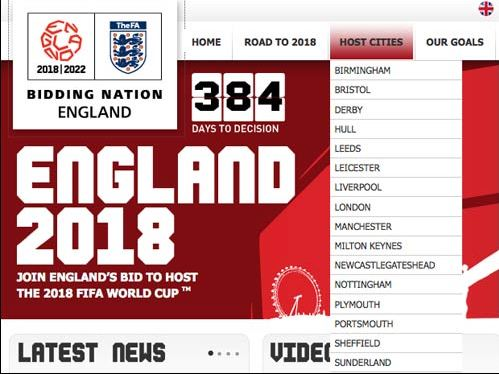 ENGLAND
2018 | 2022
TheFA
BIDDING NATION
ENGLAND
HOME
ROAD TO 2018
HOST CITIES
OUR GOALS
BIRMINGHAM
BRISTOL
DERBY
HULL
LEEDS
LEICESTER
LIVERPOOL
LONDON
MANCHESTER
MILTON KEYNES
NEWCASTLEGATESHEAD
NOTTINGHAM
PLYMOUTH
PORTSMOUTH
SHEFFIELD
SUNDERLAND
384
DAYS TO DECISION
ENGLAND
2018
JOIN ENGLAND'S BID TO HOST
THE 2018 FIFA WORLD CUP ™
LATEST NEWS
VIDEO